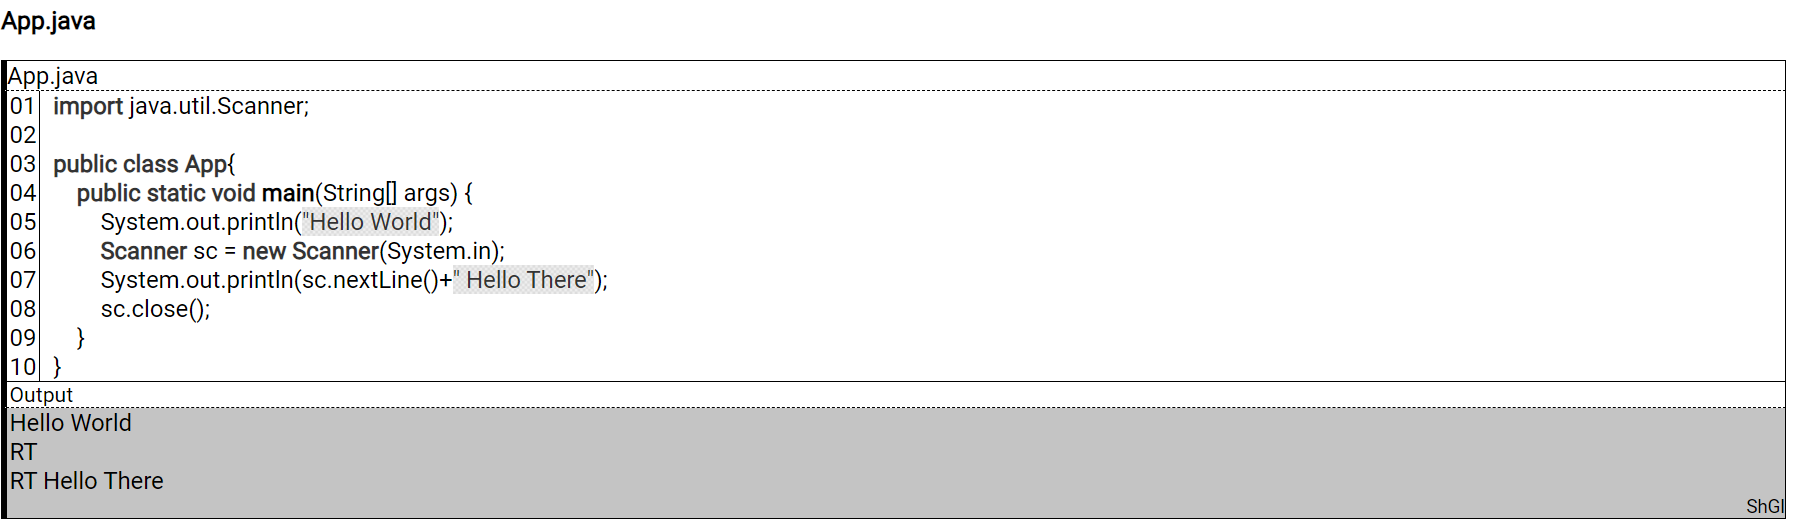 App.java
App.java
01 import java.util.Scanner;
02
03 public class App{
04 public static void main(String[] args) {
05 System.out.println("Hello World");
06 Scanner sc = new Scanner(System.in);
07 System.out.println(sc.nextLine()+" Hello There");
08 sc.close();
09 }
10 }
Output
Hello World
RT
RT Hello There
ShGI